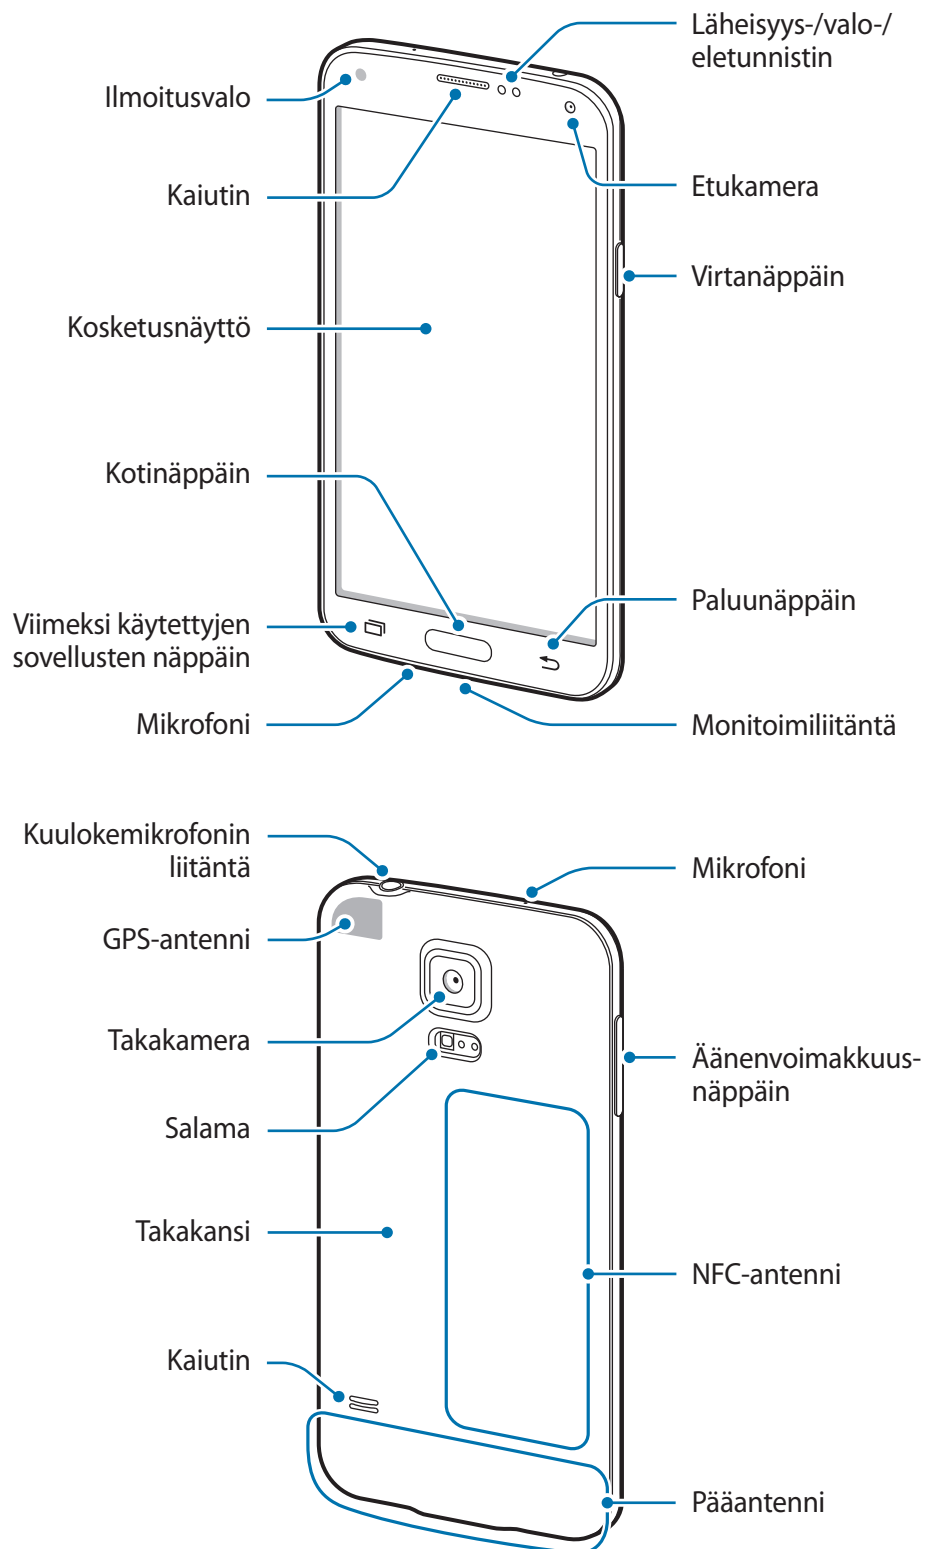 Ilmoitusvalo
Kaiutin
Kosketusnäyttö
Kotinäppäin
Viimeksi käytettyjen
sovellusten näppäin
Mikrofoni
Läheisyys-/valo-/
eletunnistin
Etukamera
Virtanäppäin
Paluunäppäin
Monitoimiliitäntä
Kuulokemikrofonin
liitäntä
GPS-antenni
Takakamera
Salama
Takakansi
Kaiutin
Mikrofoni
Äänenvoimakkuus-
näppäin
NFC-antenni
Pääantenni